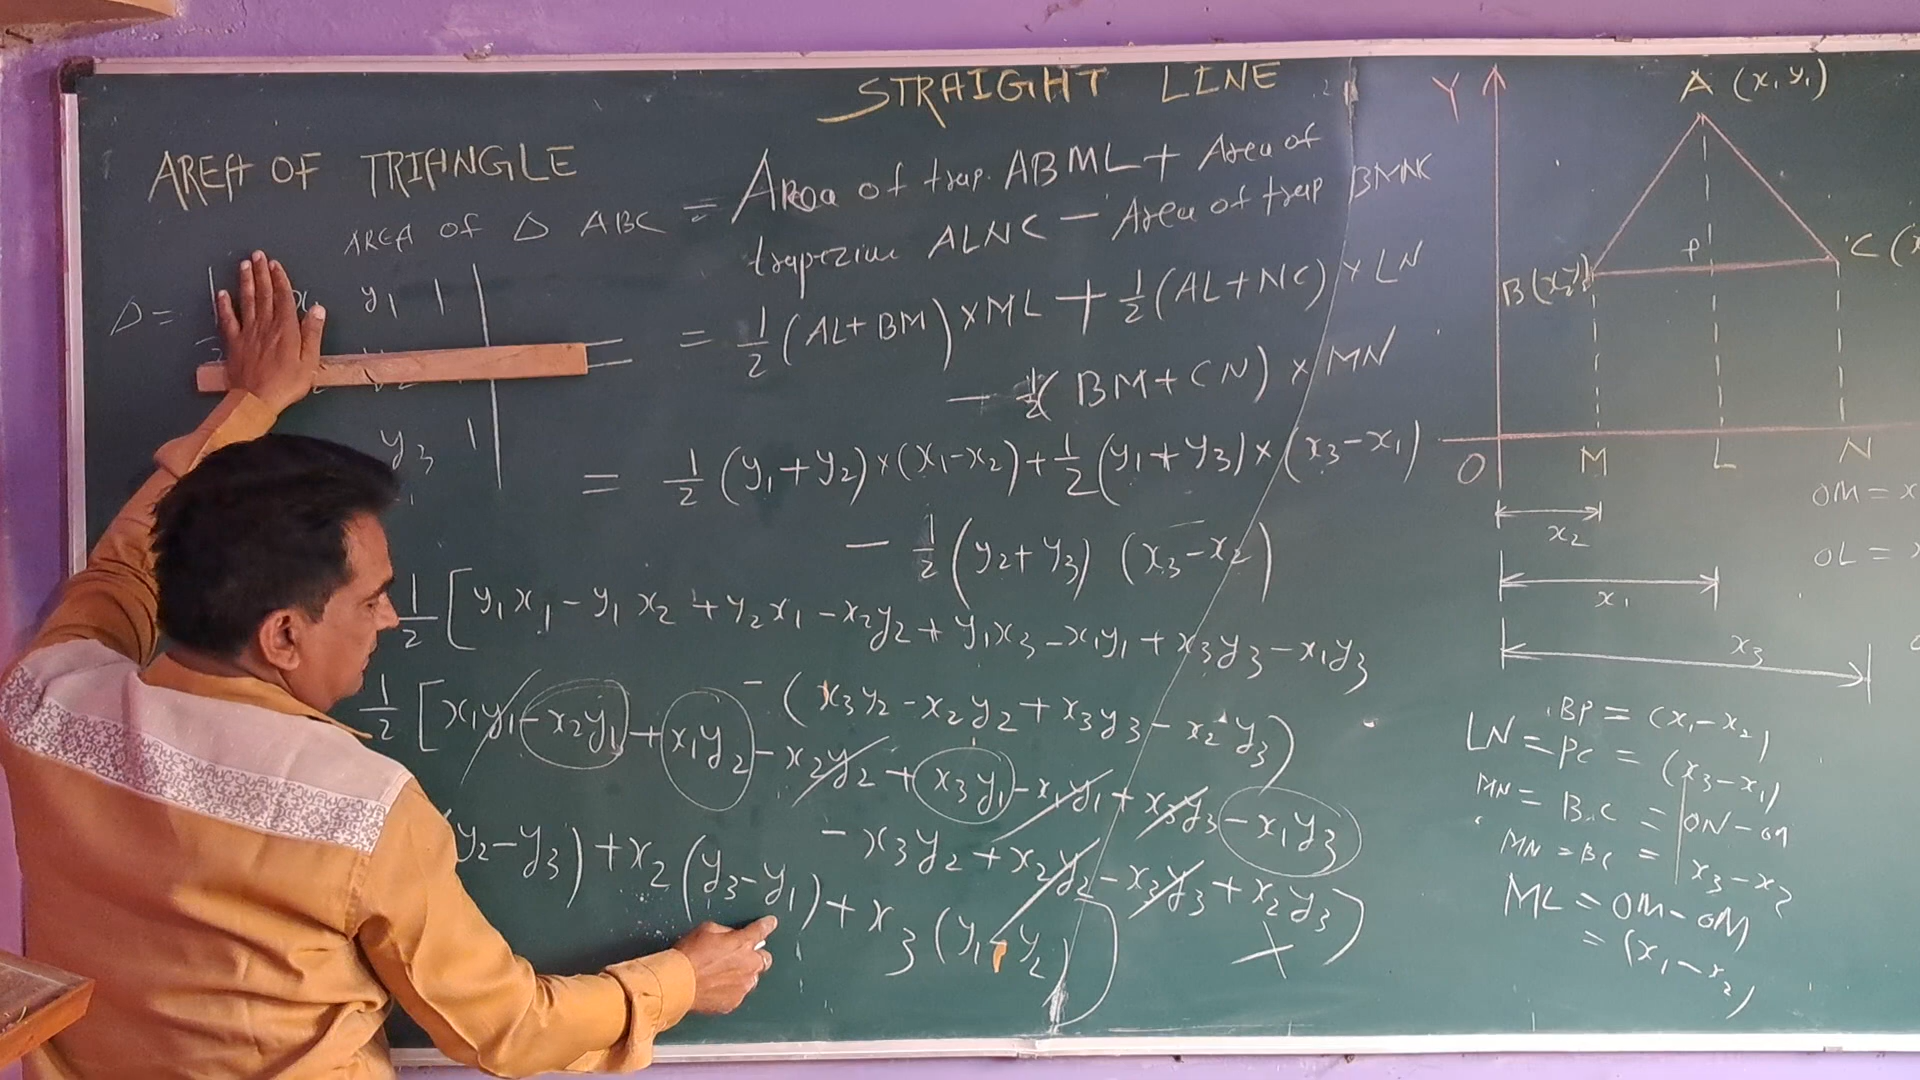 STRAIGHT LINE
AREA OF TRIANGLE
AREA of Δ ABC = Area of trap. ABML + Area of
trapezium ALNC - Area of trap BMNK
Δ =
y₁ 1
y₃ 1
= 1/2 (AL+BM) × ML + 1/2 (AL+NC) × LN
- 1/2 (BM+CN) × MN
= 1/2 (y₁+y₂)×(x₁-x₂)+1/2(y₁+y₃)×(x₃-x₁)
- 1/2 (y₂+y₃) (x₃-x₂)
1/2 [y₁x₁-y₁x₂+y₂x₁-x₂y₂+y₁x₃-x₁y₁+x₃y₃-x₁y₃
- (x₃y₂-x₂y₂+x₃y₃-x₂y₃)
1/2 [x₁y₁-x₂y₁+x₁y₂-x₂y₂+x₃y₁-x₁y₁+x₃y₃-x₁y₃
-x₃y₂+x₂y₂-x₃y₃+x₂y₃)
y₂-y₃)+x₂(y₃-y₁)+x₃(y₁-y₂)
Y
A (x₁ y₁)
B(x₂y₂)
P
C (x
O M L N
x₂
x₁
x₃
OM = x
OL =
BP = (x₁-x₂)
LN = PC = (x₃-x₁)
MN = BC = ON-OM
MN = BC = x₃-x₂
ML = OM-OM
= (x₁-x₂)